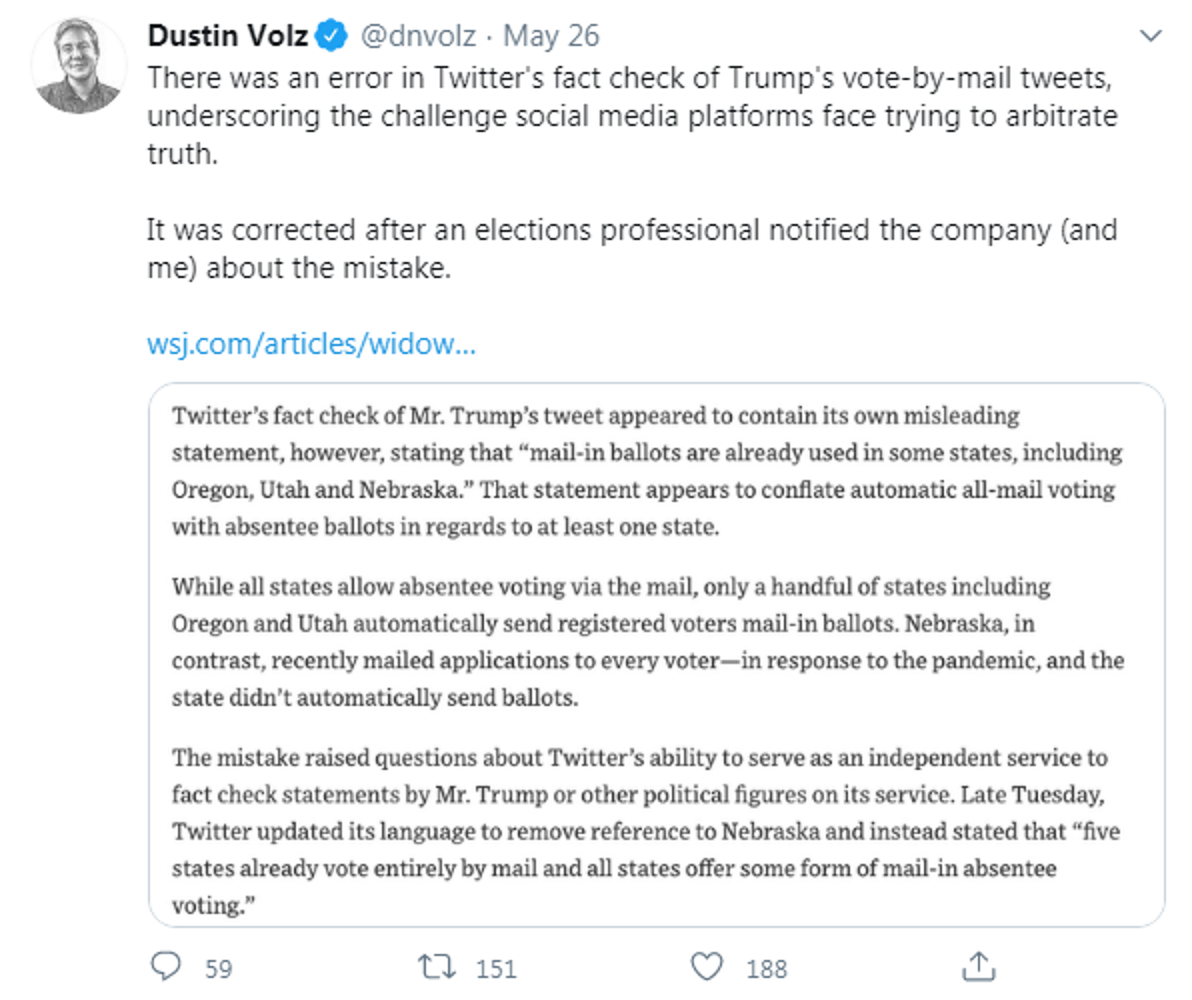 Dustin Volz @dnvolz · May 26
There was an error in Twitter's fact check of Trump's vote-by-mail tweets,
underscoring the challenge social media platforms face trying to arbitrate
truth.
It was corrected after an elections professional notified the company (and
me) about the mistake.
wsj.com/articles/widow...
Twitter’s fact check of Mr. Trump’s tweet appeared to contain its own misleading
statement, however, stating that “mail-in ballots are already used in some states, including
Oregon, Utah and Nebraska.” That statement appears to conflate automatic all-mail voting
with absentee ballots in regards to at least one state.
While all states allow absentee voting via the mail, only a handful of states including
Oregon and Utah automatically send registered voters mail-in ballots. Nebraska, in
contrast, recently mailed applications to every voter—in response to the pandemic, and the
state didn’t automatically send ballots.
The mistake raised questions about Twitter’s ability to serve as an independent service to
fact check statements by Mr. Trump or other political figures on its service. Late Tuesday,
Twitter updated its language to remove reference to Nebraska and instead stated that “five
states already vote entirely by mail and all states offer some form of mail-in absentee
voting.”
59 151 188